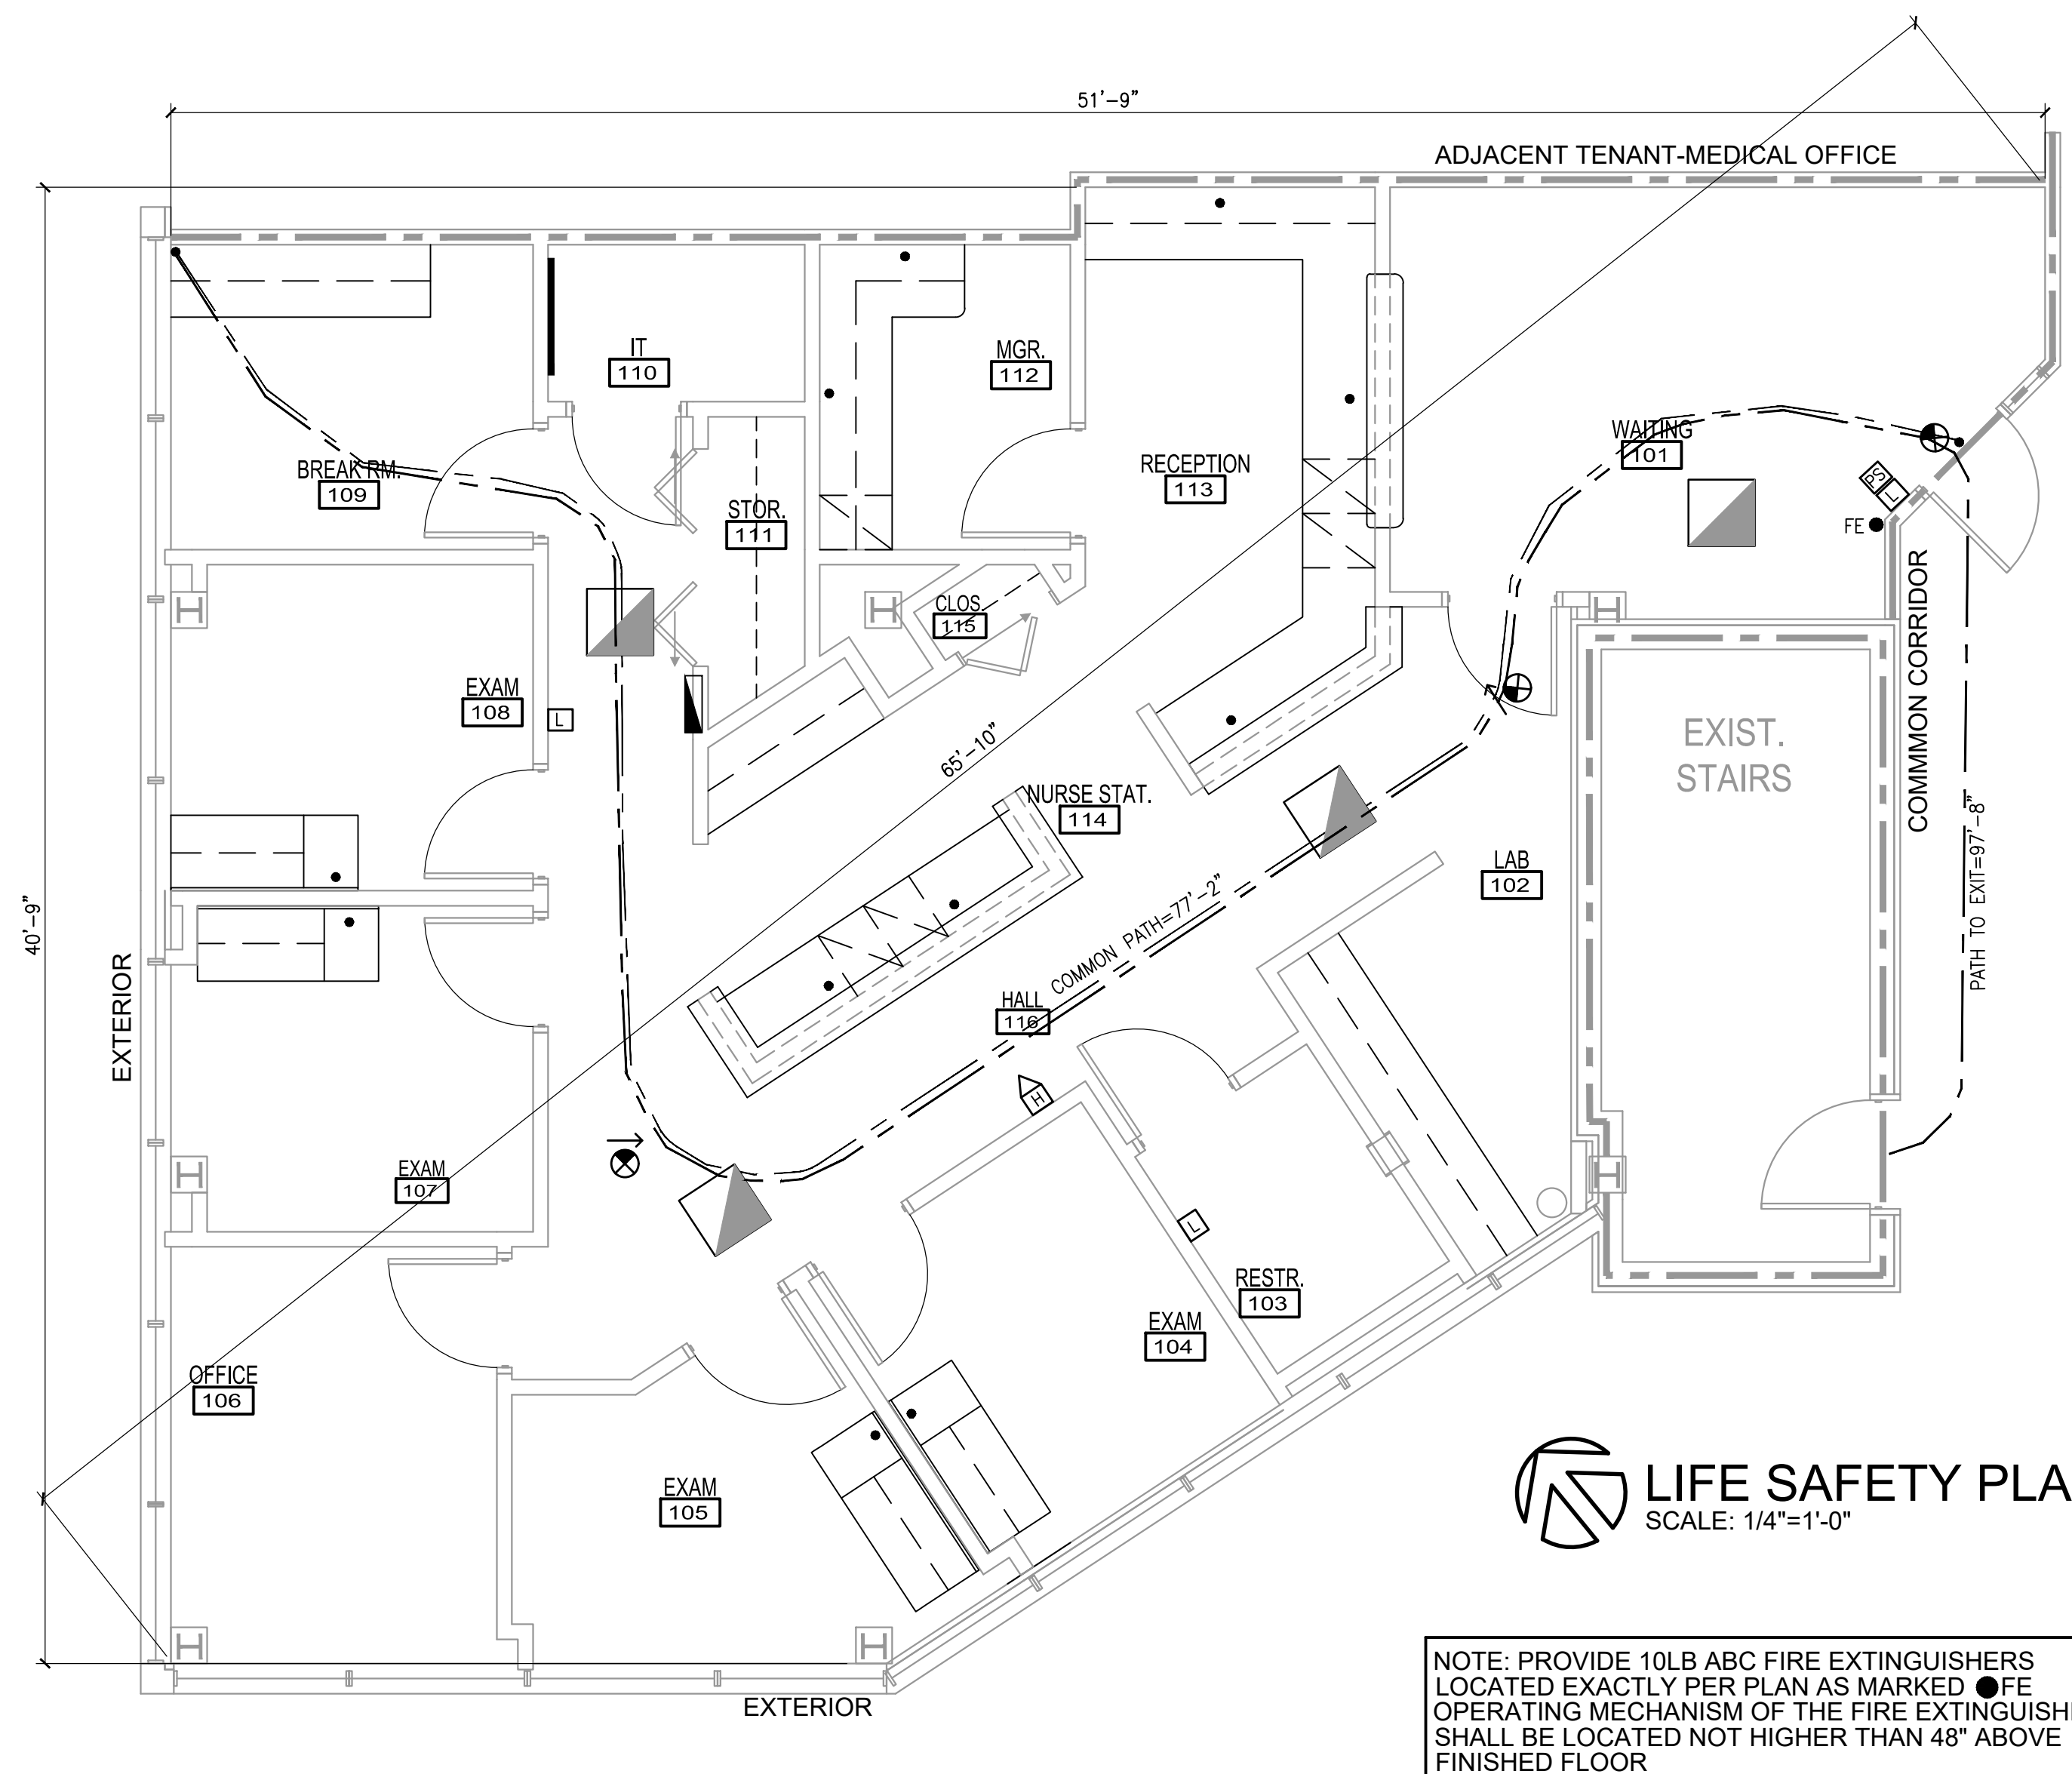 51'-9"
ADJACENT TENANT-MEDICAL OFFICE
IT
110
MGR.
112
WAITING
101
BREAK RM.
109
RECEPTION
113
PS
L
FE
STOR.
111
H
H
CLOS.
115
H
COMMON CORRIDOR
EXAM
108
L
EXIST.
STAIRS
65'-10"
NURSE STAT.
114
PATH TO EXIT=97'-8"
LAB
102
40'-9"
COMMON PATH=77'-2"
EXTERIOR
HALL
116
H
EXAM
107
H
H
L
RESTR.
103
EXAM
104
OFFICE
106
EXAM
105
LIFE SAFETY PLA
SCALE: 1/4"=1'-0"
H
H
EXTERIOR
NOTE: PROVIDE 10LB ABC FIRE EXTINGUISHERS
LOCATED EXACTLY PER PLAN AS MARKED ●FE
OPERATING MECHANISM OF THE FIRE EXTINGUISH
SHALL BE LOCATED NOT HIGHER THAN 48" ABOVE
FINISHED FLOOR